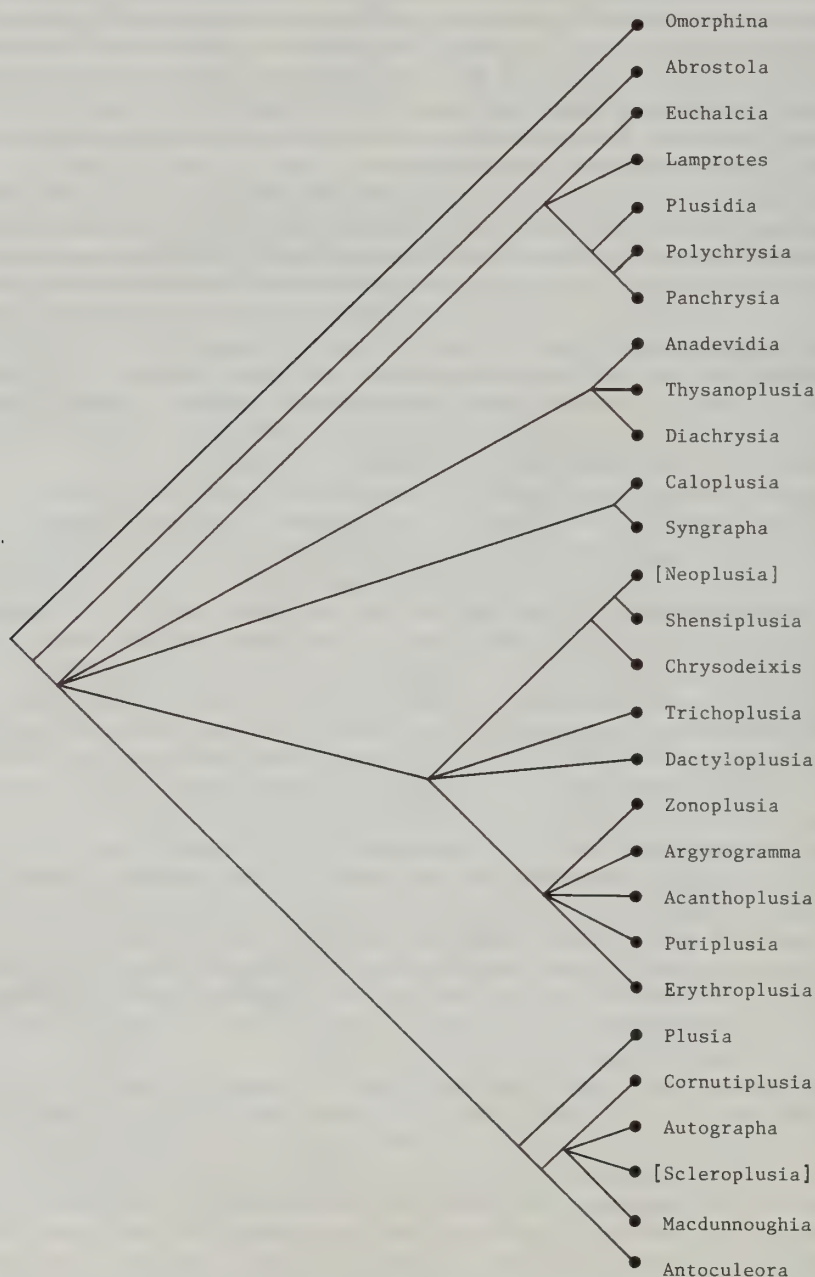 Omorphina
Abrostola
Euchalcia
Lamprotes
Plusidia
Polychrysia
Panchrysia
Anadevidia
Thysanoplusia
Diachrysia
Caloplusia
Syngrapha
[Neoplusia]
Shensiplusia
Chrysodeixis
Trichoplusia
Dactyloplusia
Zonoplusia
Argyrogramma
Acanthoplusia
Puriplusia
Erythroplusia
Plusia
Cornutiplusia
Autographa
[Scleroplusia]
Macdunnoughia
Antoculeora